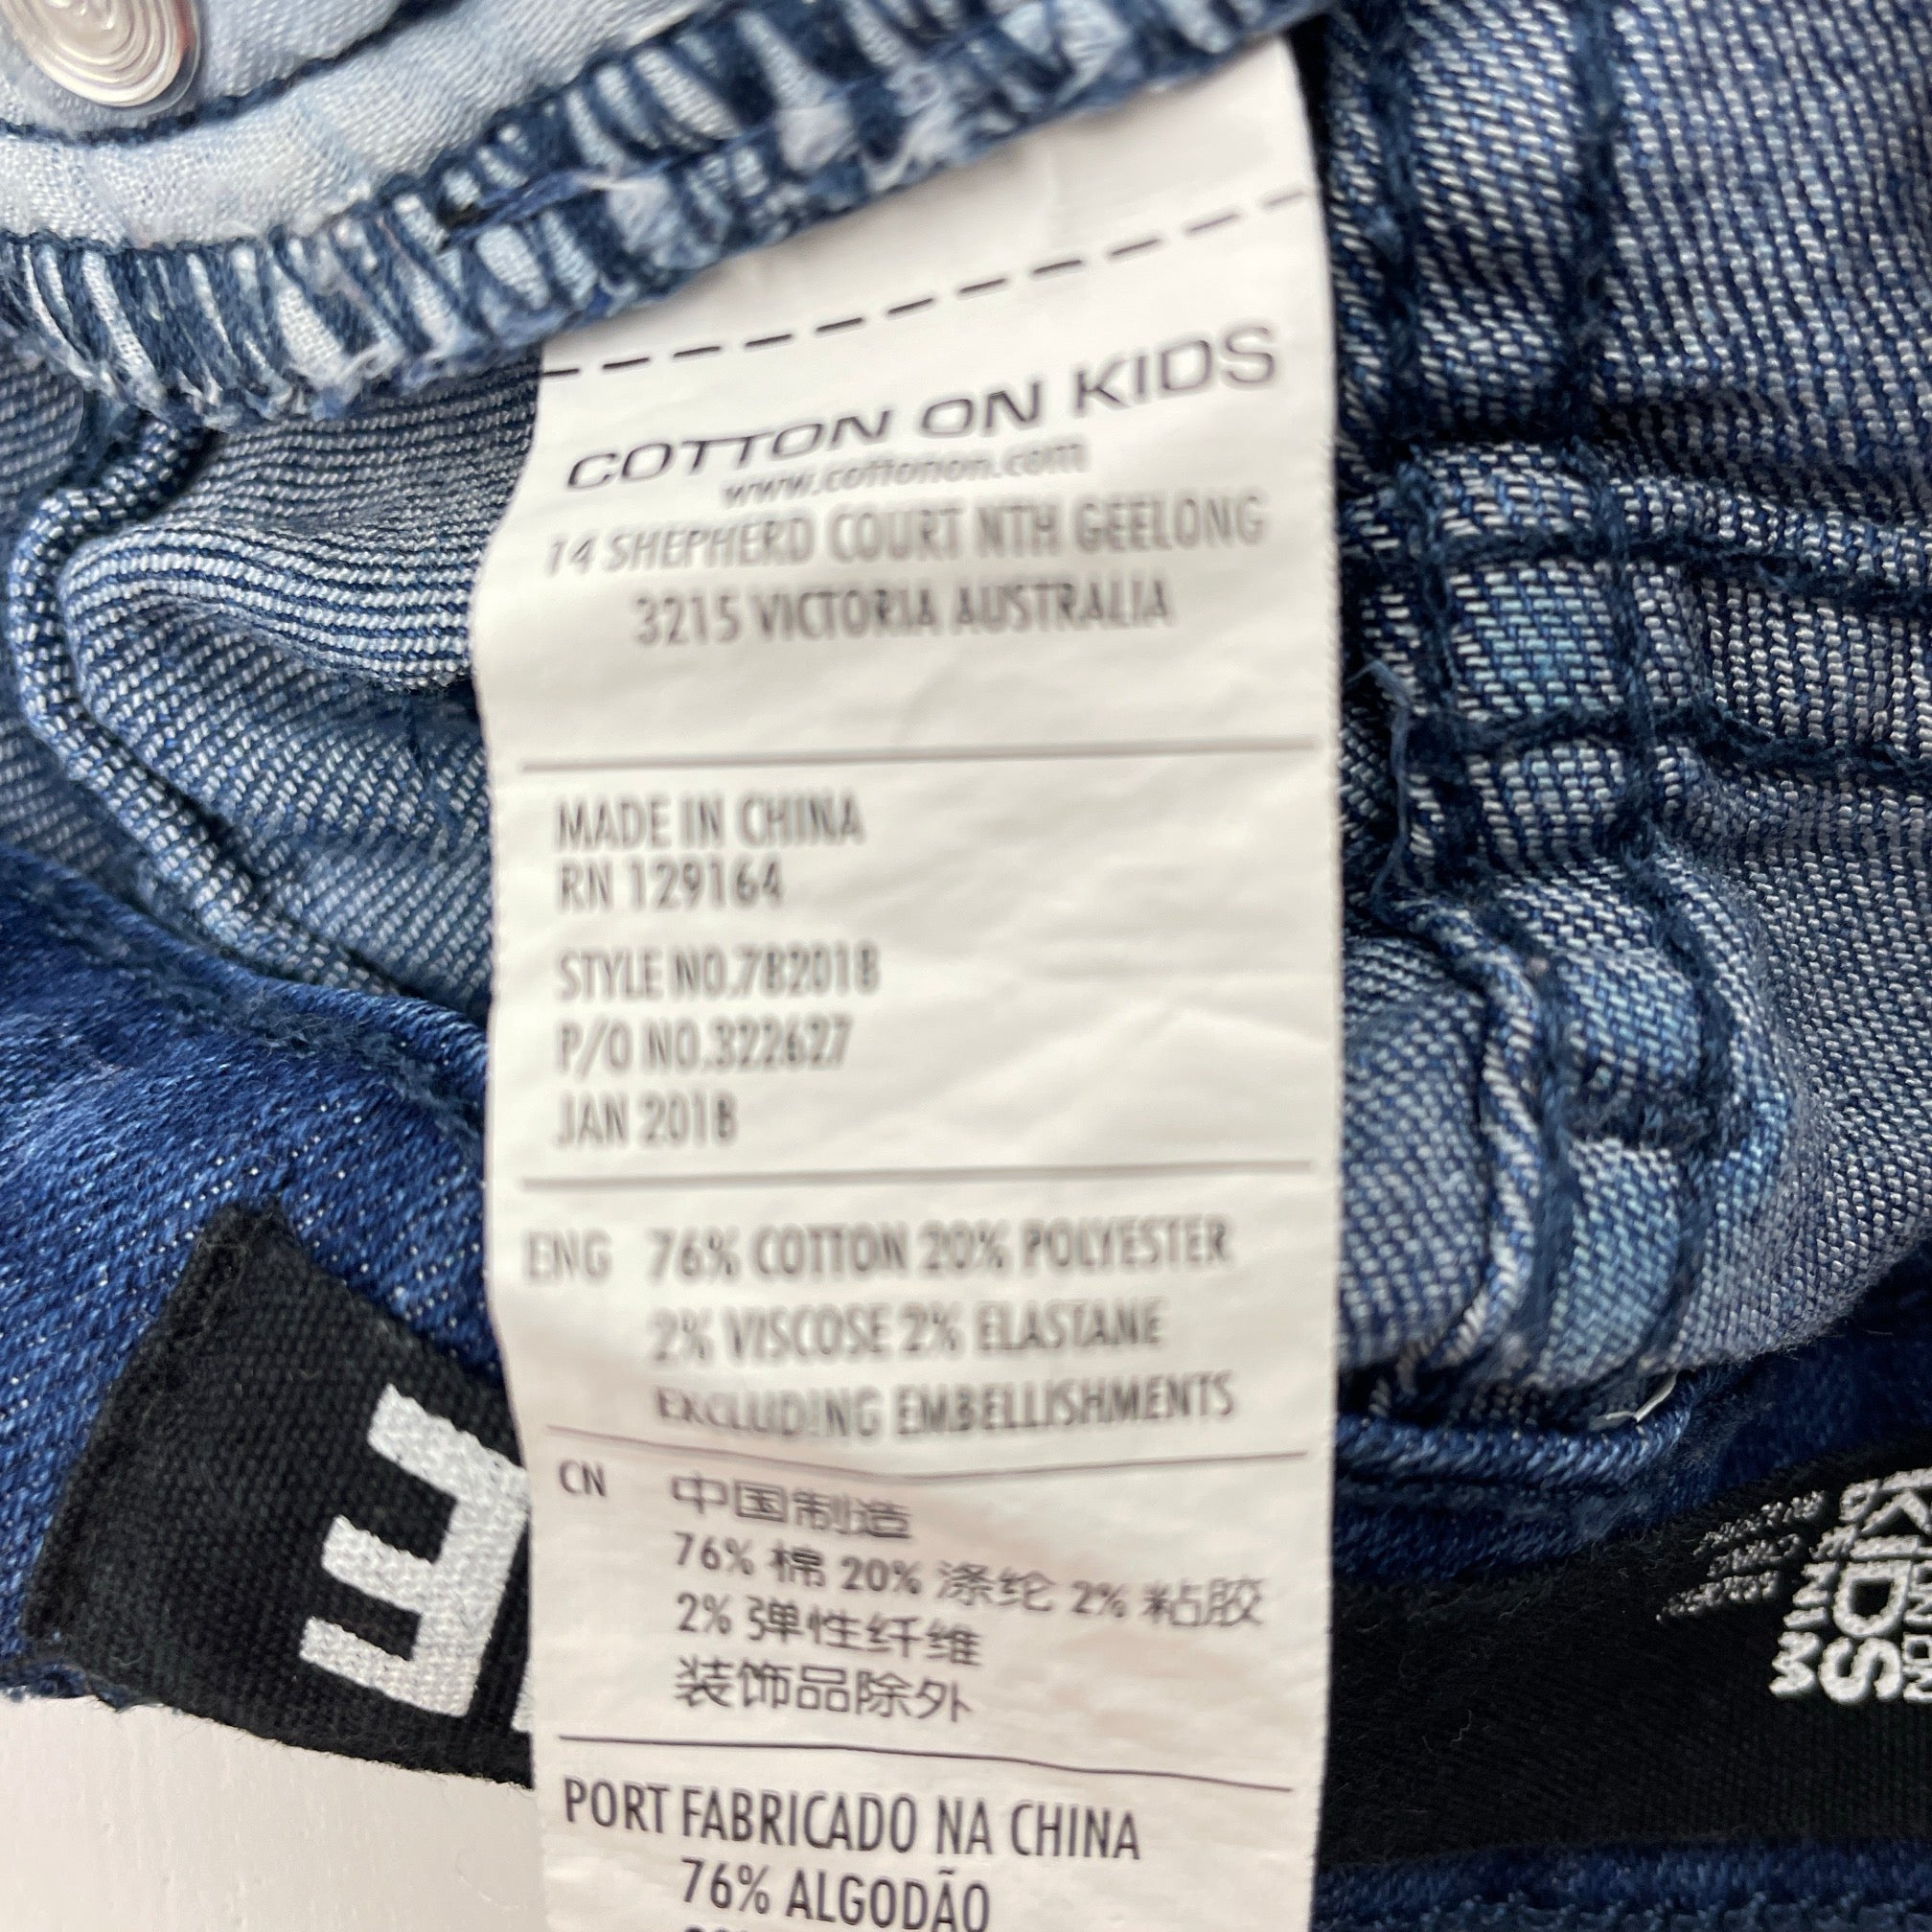 COTTON ON KIDS
www.cottonon.com
14 SHEPHERD COURT NTH GEELONG
3215 VICTORIA AUSTRALIA
MADE IN CHINA
RN 129164
STYLE NO.782018
P/O NO.322627
JAN 2018
ENG 76% COTTON 20% POLYESTER
2% VISCOSE 2% ELASTANE
EXCLUDING EMBELLISHMENTS
CN 中国制造
76% 棉 20% 涤纶 2% 粘胶
2% 弹性纤维
装饰品除外
PORT FABRICADO NA CHINA
76% ALGODÃO
KIDS